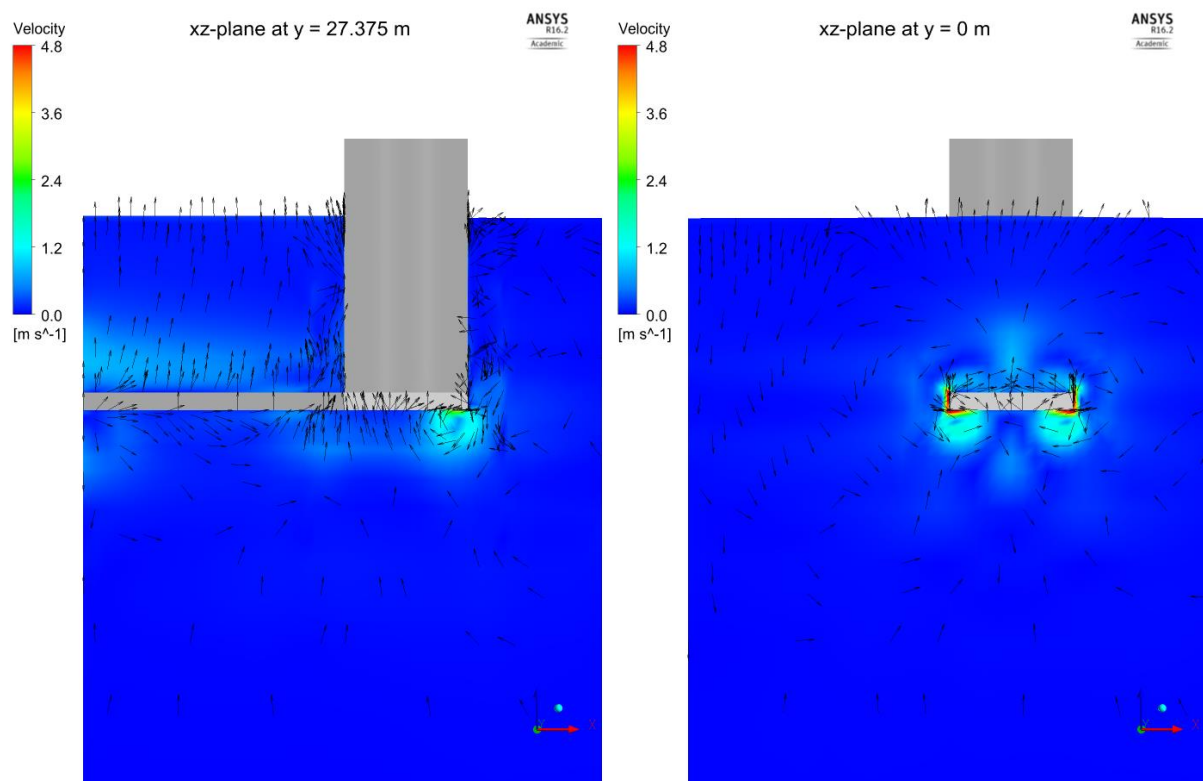 Velocity
4.8
3.6
2.4
1.2
0.0
[m s^-1]
xz-plane at y = 27.375 m
ANSYS
R16.2
Academic
Y
X
Velocity
4.8
3.6
2.4
1.2
0.0
[m s^-1]
xz-plane at y = 0 m
ANSYS
R16.2
Academic
Y
X